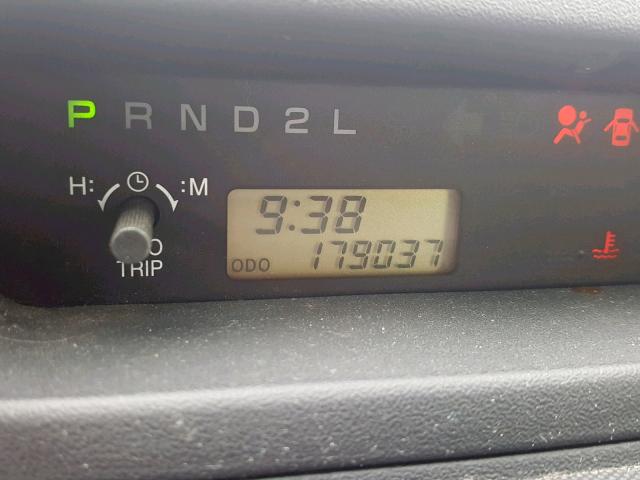 P R N D 2 L
H: :M
9:38
ODO 179037
TRIP